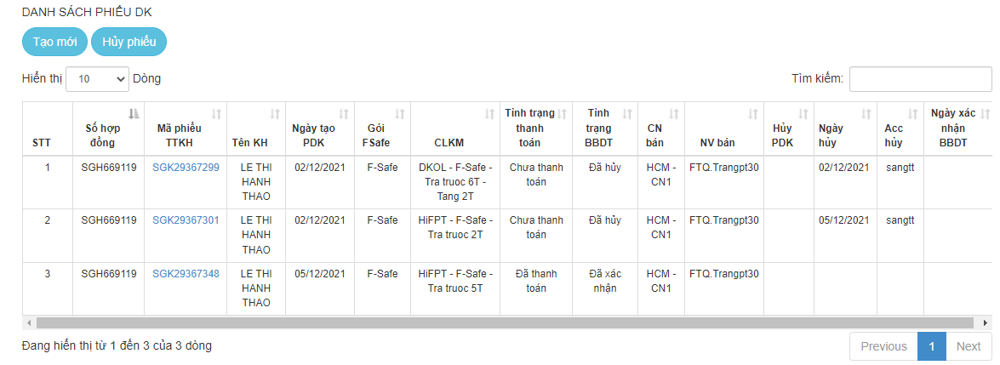 DANH SÁCH PHIẾU DK
Tạo mới Hủy phiếu
Hiển thị 10 Dòng Tìm kiếm:
STT Số hợp đồng Mã phiếu TTKH Tên KH Ngày tạo PDK Gói FSafe CLKM Tình trạng thanh toán Tình trạng BBDT CN bán NV bán Hủy PDK Ngày hủy Acc hủy Ngày xác nhận BBDT
1 SGH669119 SGK29367299 LE THI HANH THAO 02/12/2021 F-Safe DKOL - F-Safe - Tra truoc 6T - Tang 2T Chưa thanh toán Đã hủy HCM - CN1 FTQ.Trangpt30 02/12/2021 sangtt
2 SGH669119 SGK29367301 LE THI HANH THAO 02/12/2021 F-Safe HiFPT - F-Safe - Tra truoc 2T Chưa thanh toán Đã hủy HCM - CN1 FTQ.Trangpt30 05/12/2021 sangtt
3 SGH669119 SGK29367348 LE THI HANH THAO 05/12/2021 F-Safe HiFPT - F-Safe - Tra truoc 5T Đã thanh toán Đã xác nhận HCM - CN1 FTQ.Trangpt30
Đang hiển thị từ 1 đến 3 của 3 dòng Previous 1 Next